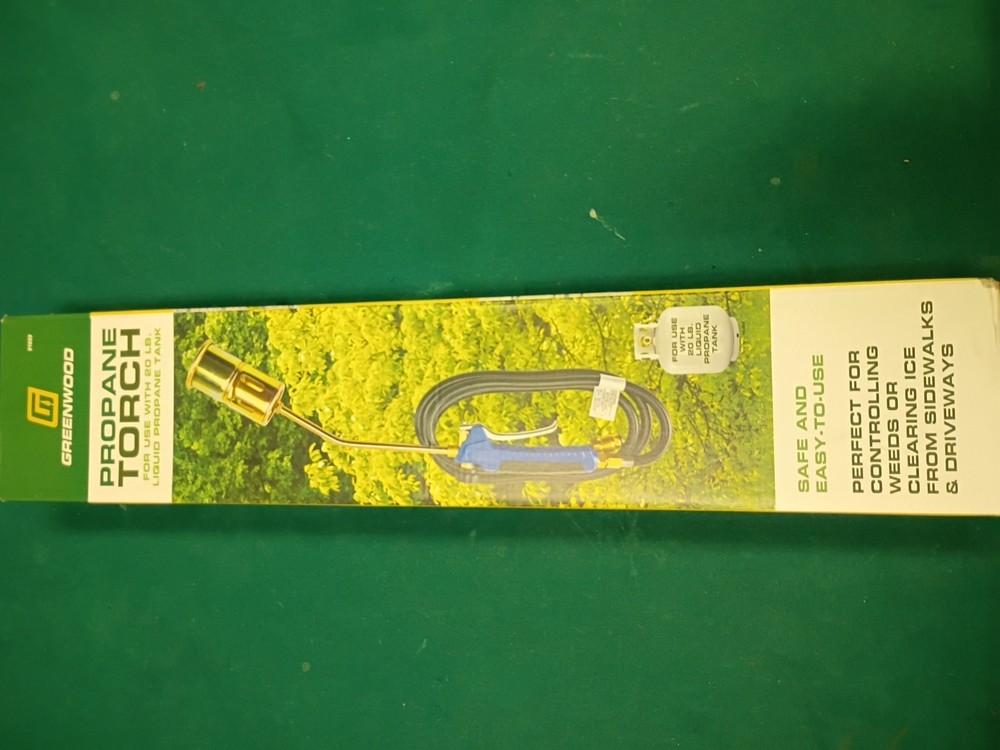 GREENWOOD
PROPANE
TORCH
FOR USE WITH 20 LB.
LIQUID PROPANE TANK
FOR USE
WITH
20 LB.
LIQUID
PROPANE
TANK
SAFE AND
EASY-TO-USE
PERFECT FOR
CONTROLLING
WEEDS OR
CLEARING ICE
FROM SIDEWALKS
& DRIVEWAYS